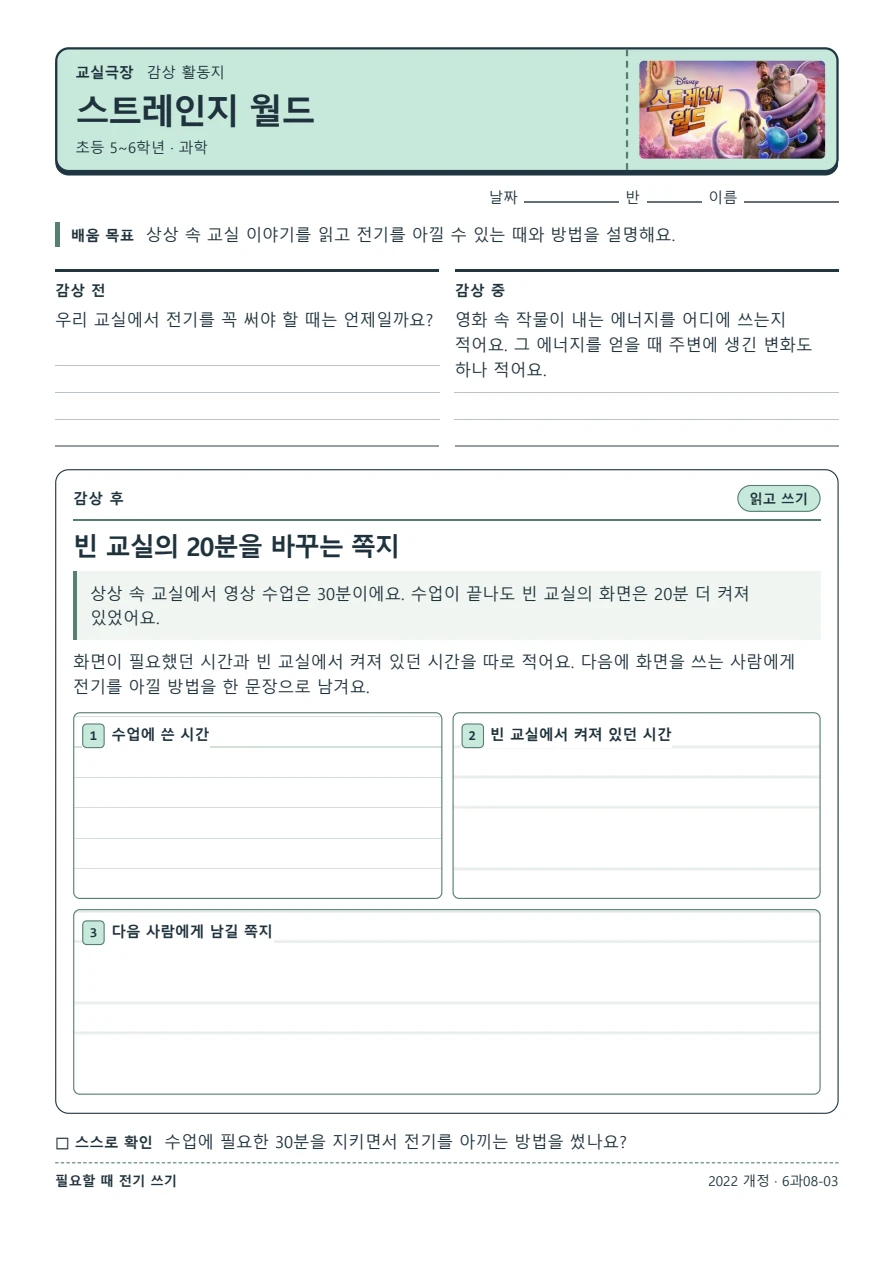 교실극장 감상 활동지
스트레인지 월드
초등 5~6학년 · 과학
Disney
스트레인지
월드
날짜 반 이름
배움 목표 상상 속 교실 이야기를 읽고 전기를 아낄 수 있는 때와 방법을 설명해요.
감상 전
우리 교실에서 전기를 꼭 써야 할 때는 언제일까요?
감상 중
영화 속 작물이 내는 에너지를 어디에 쓰는지
적어요. 그 에너지를 얻을 때 주변에 생긴 변화도
하나 적어요.
감상 후
읽고 쓰기
빈 교실의 20분을 바꾸는 쪽지
상상 속 교실에서 영상 수업은 30분이에요. 수업이 끝나도 빈 교실의 화면은 20분 더 켜져
있었어요.
화면이 필요했던 시간과 빈 교실에서 켜져 있던 시간을 따로 적어요. 다음에 화면을 쓰는 사람에게
전기를 아낄 방법을 한 문장으로 남겨요.
1 수업에 쓴 시간
2 빈 교실에서 켜져 있던 시간
3 다음 사람에게 남길 쪽지
□ 스스로 확인 수업에 필요한 30분을 지키면서 전기를 아끼는 방법을 썼나요?
필요할 때 전기 쓰기
2022 개정 · 6과08-03